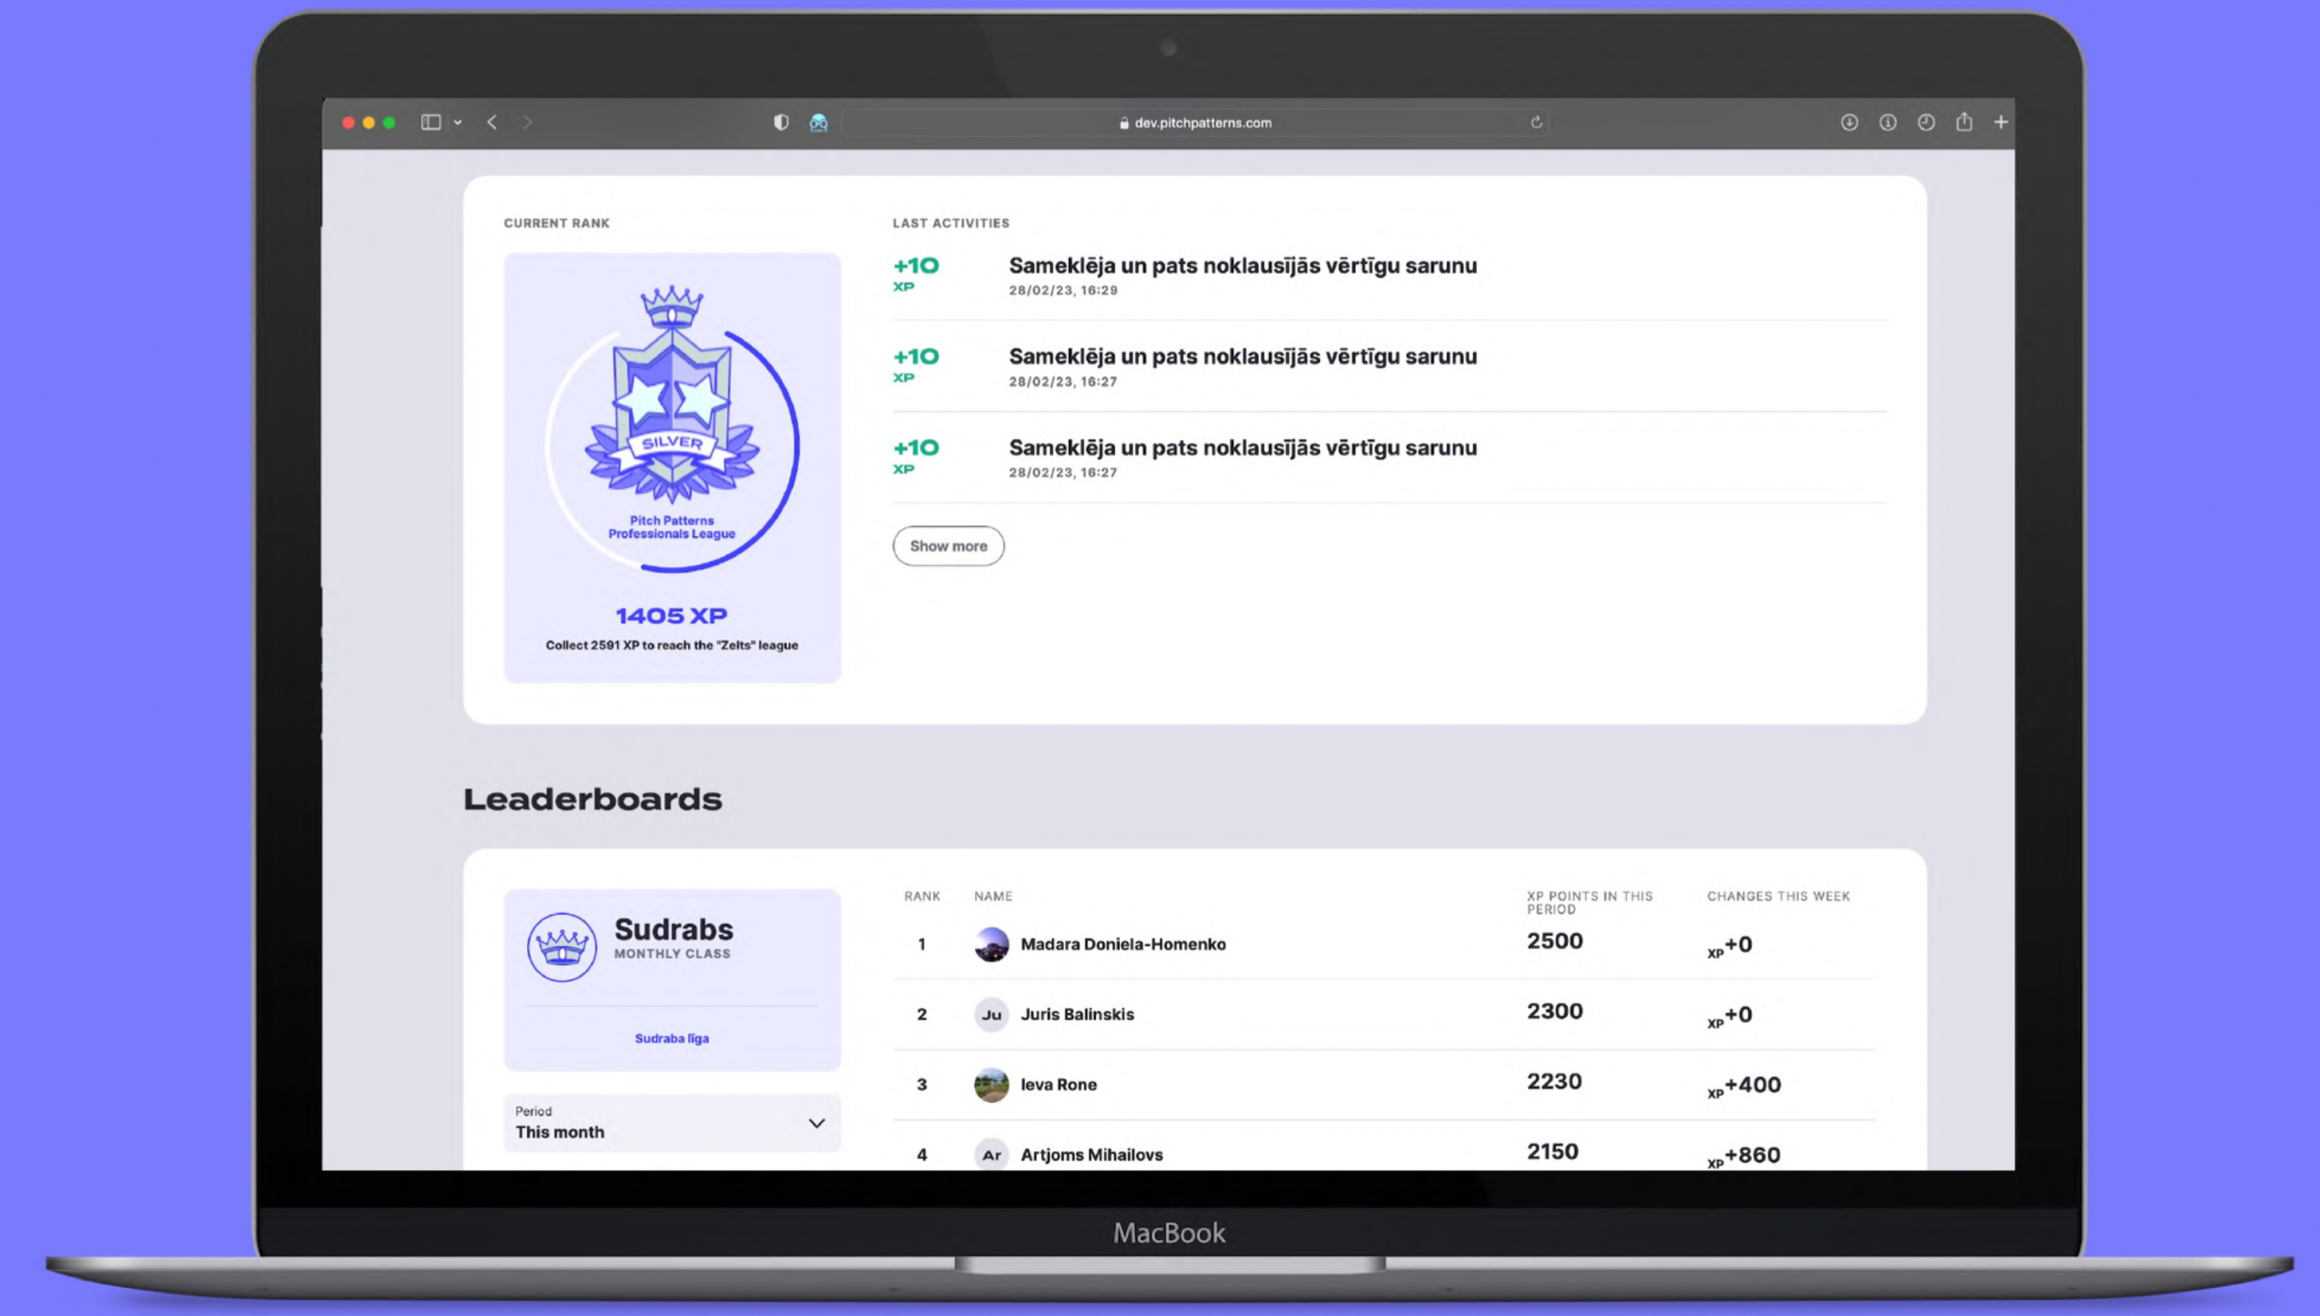 dev.pitchpatterns.com
CURRENT RANK
SILVER
Pitch Patterns
Professionals League
1405 XP
Collect 2591 XP to reach the "Zelts" league
LAST ACTIVITIES
+10
XP
Sameklēja un pats noklausījās vērtīgu sarunu
28/02/23, 16:29
+10
XP
Sameklēja un pats noklausījās vērtīgu sarunu
28/02/23, 16:27
+10
XP
Sameklēja un pats noklausījās vērtīgu sarunu
28/02/23, 16:27
Show more
Leaderboards
Sudrabs
MONTHLY CLASS
Sudraba līga
Period
This month
RANK NAME XP POINTS IN THIS CHANGES THIS WEEK
PERIOD
1 Madara Doniela-Homenko 2500 XP+0
2 Ju Juris Balinskis 2300 XP+0
3 Ieva Rone 2230 XP+400
4 Ar Artjoms Mihailovs 2150 XP+860
MacBook